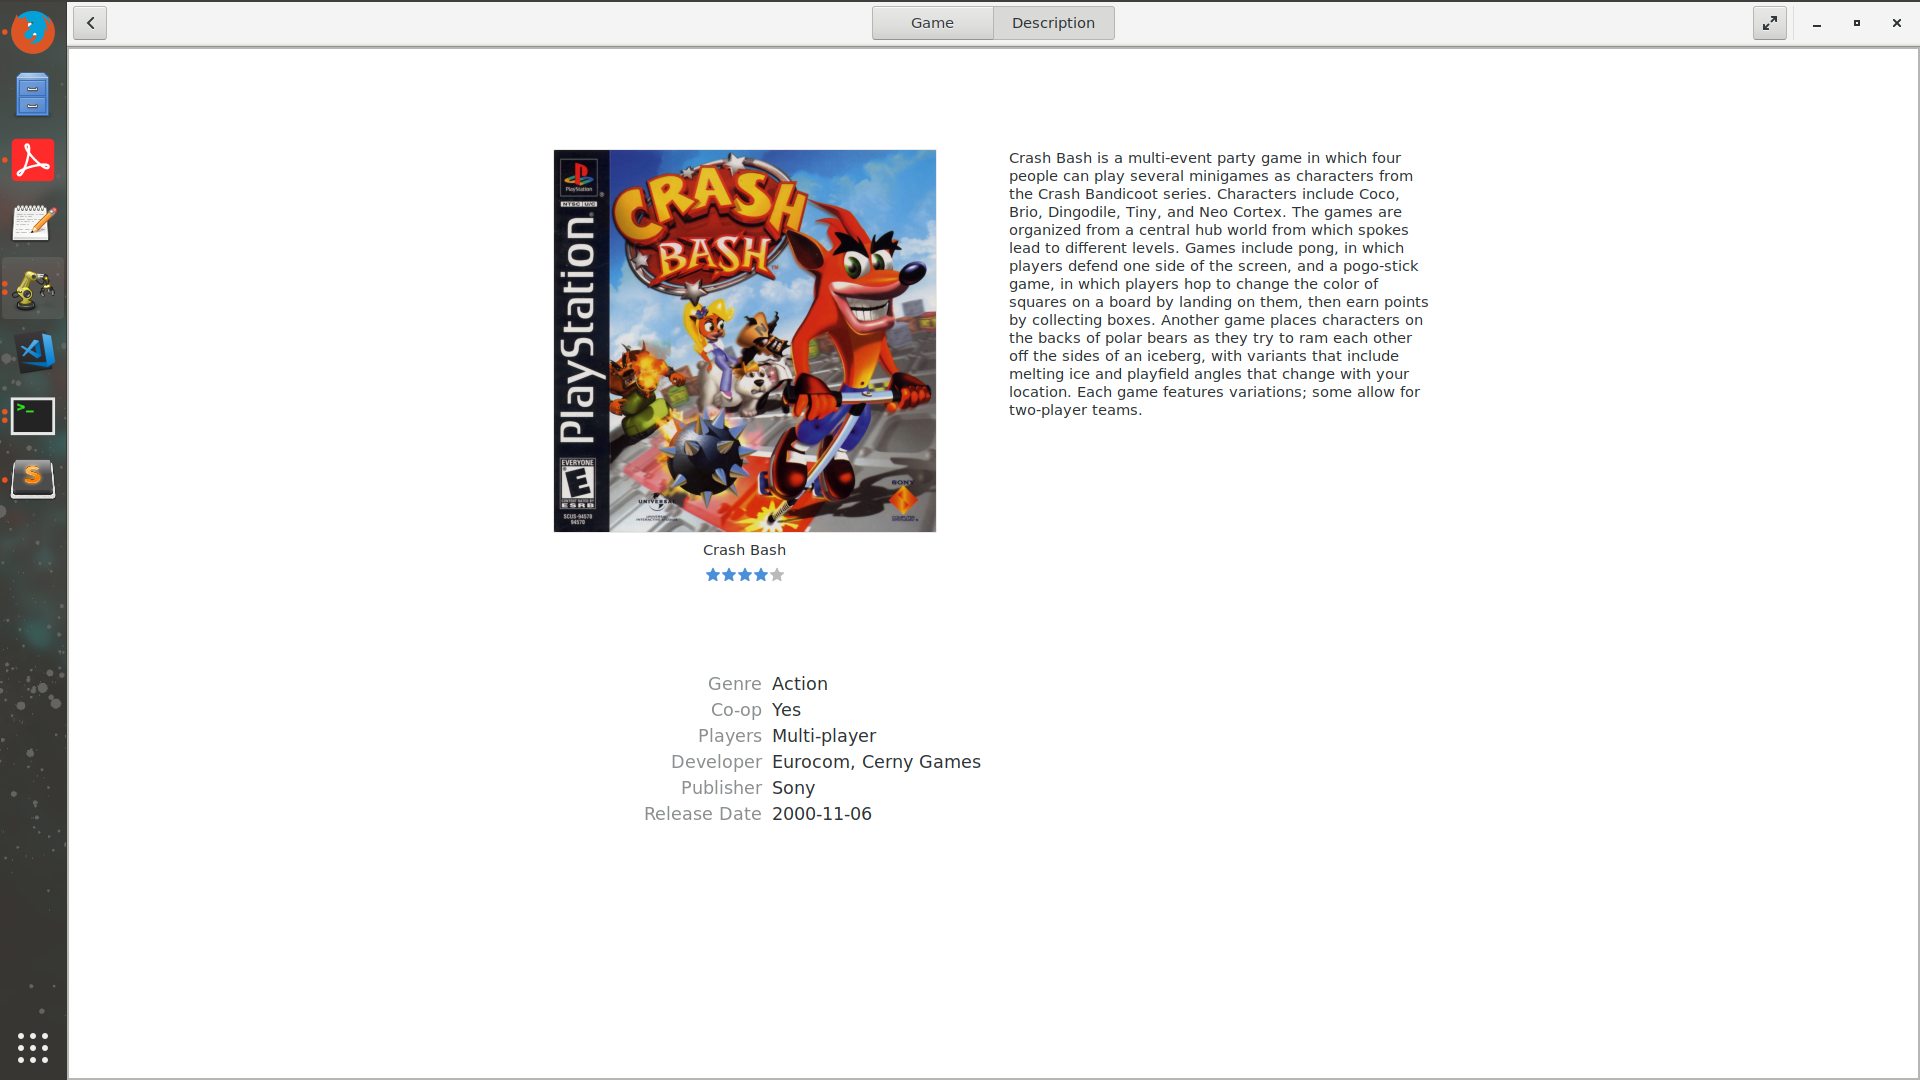 Game
Description
PlayStation
NTSC U/C
PlayStation
EVERYONE
E
ESRB
SCUS-94570
94570
CRASH
BASH
UNIVERSAL
SONY
Crash Bash
Crash Bash is a multi-event party game in which four
people can play several minigames as characters from
the Crash Bandicoot series. Characters include Coco,
Brio, Dingodile, Tiny, and Neo Cortex. The games are
organized from a central hub world from which spokes
lead to different levels. Games include pong, in which
players defend one side of the screen, and a pogo-stick
game, in which players hop to change the color of
squares on a board by landing on them, then earn points
by collecting boxes. Another game places characters on
the backs of polar bears as they try to ram each other
off the sides of an iceberg, with variants that include
melting ice and playfield angles that change with your
location. Each game features variations; some allow for
two-player teams.
Genre Action
Co-op Yes
Players Multi-player
Developer Eurocom, Cerny Games
Publisher Sony
Release Date 2000-11-06